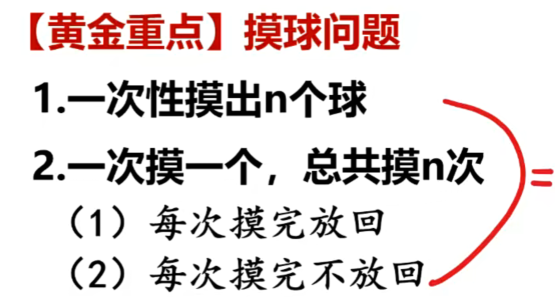 【黄金重点】摸球问题
1.一次性摸出n个球
2.一次摸一个，总共摸n次
（1）每次摸完放回
（2）每次摸完不放回
=